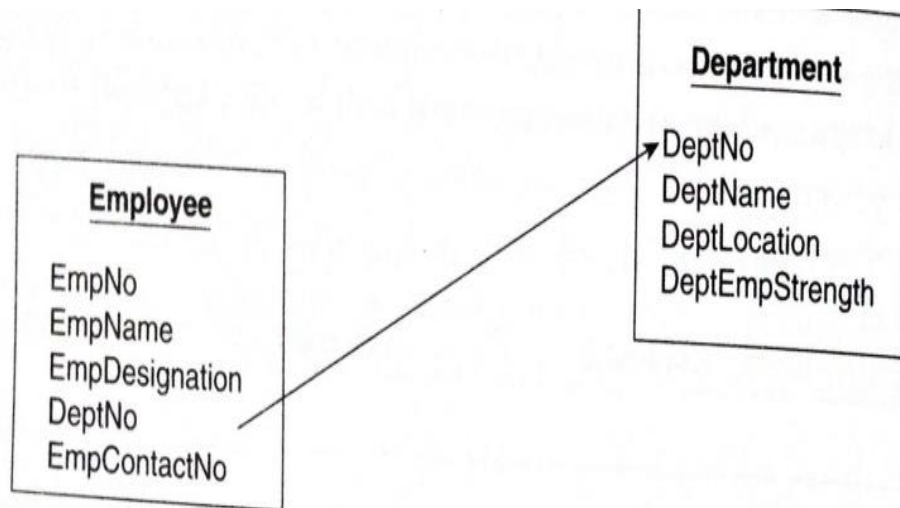 Department
DeptNo
DeptName
DeptLocation
DeptEmpStrength
Employee
EmpNo
EmpName
EmpDesignation
DeptNo
EmpContactNo